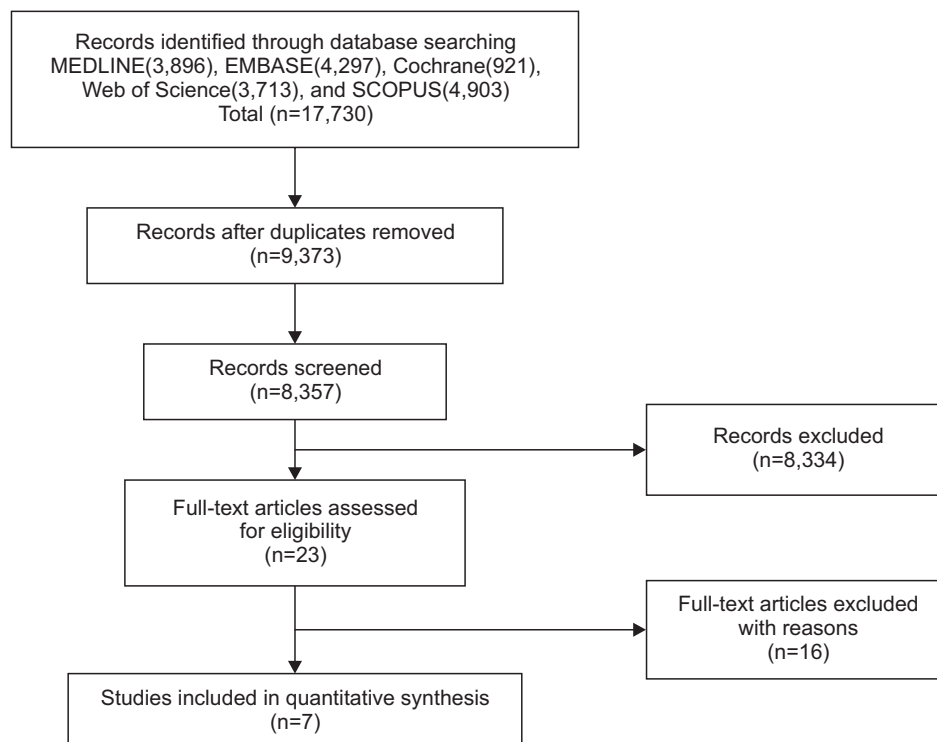 Records identified through database searching
MEDLINE(3,896), EMBASE(4,297), Cochrane(921),
Web of Science(3,713), and SCOPUS(4,903)
Total (n=17,730)
Records after duplicates removed
(n=9,373)
Records screened
(n=8,357)
Records excluded
(n=8,334)
Full-text articles assessed
for eligibility
(n=23)
Full-text articles excluded
with reasons
(n=16)
Studies included in quantitative synthesis
(n=7)